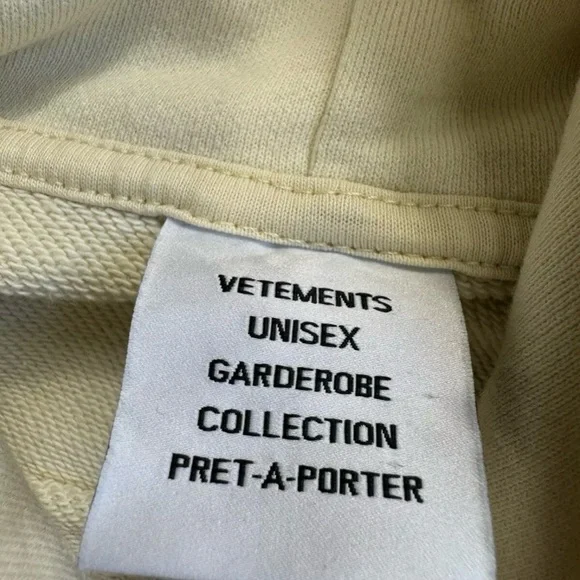 VETEMENTS
UNISEX
GARDEROBE
COLLECTION
PRET-A-PORTER